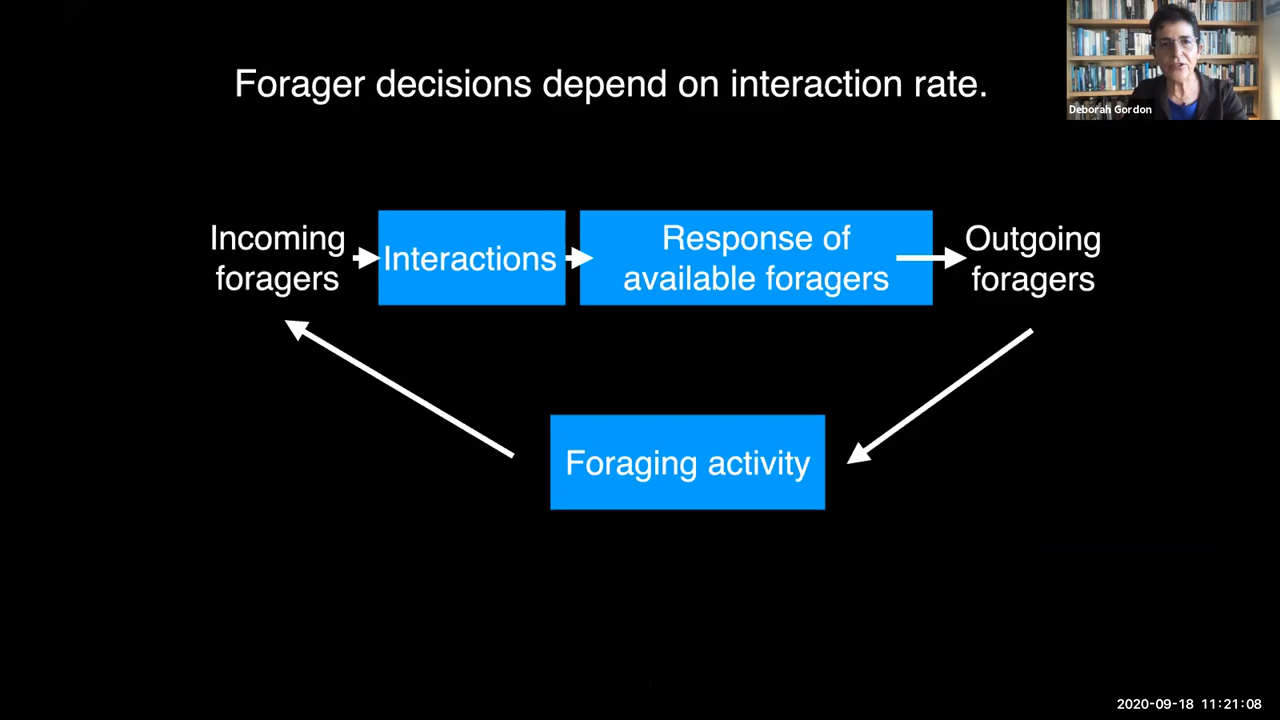 Forager decisions depend on interaction rate.
Deborah Gordon
Incoming
foragers
Interactions
Response of
available foragers
Outgoing
foragers
Foraging activity
2020-09-18 11:21:08